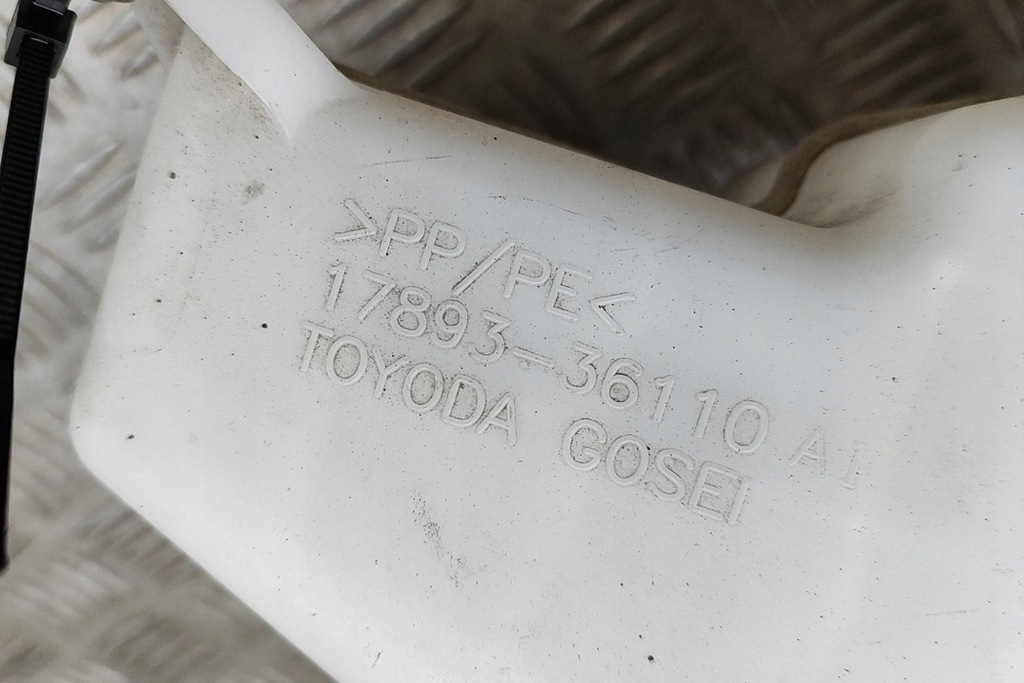 >PP/PE<
17893-36110 A1
TOYODA GOSEI